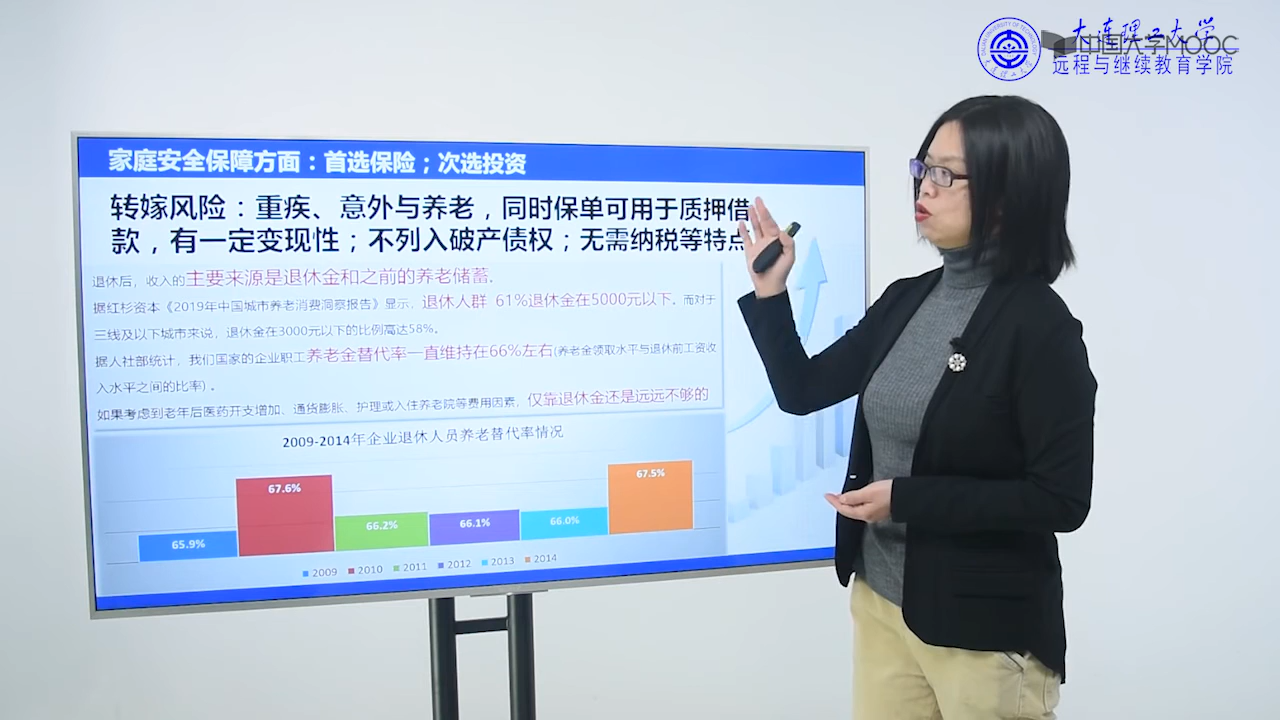 大连理工大学
中国大学MOOC
远程与继续教育学院
DALIAN UNIVERSITY OF TECHNOLOGY
家庭安全保障方面：首选保险；次选投资
转嫁风险：重疾、意外与养老，同时保单可用于质押借
款，有一定变现性；不列入破产债权；无需纳税等特点
退休后，收入的主要来源是退休金和之前的养老储蓄。
据红杉资本《2019年中国城市养老消费洞察报告》显示，退休人群 61%退休金在5000元以下。而对于
三线及以下城市来说，退休金在3000元以下的比例高达58%。
据人社部统计，我们国家的企业职工养老金替代率一直维持在66%左右(养老金领取水平与退休前工资收
入水平之间的比率) 。
如果考虑到老年后医药开支增加、通货膨胀、护理或入住养老院等费用因素，仅靠退休金还是远远不够的
2009-2014年企业退休人员养老替代率情况
65.9%
67.6%
66.2%
66.1%
66.0%
67.5%
2009 2010 2011 2012 2013 2014